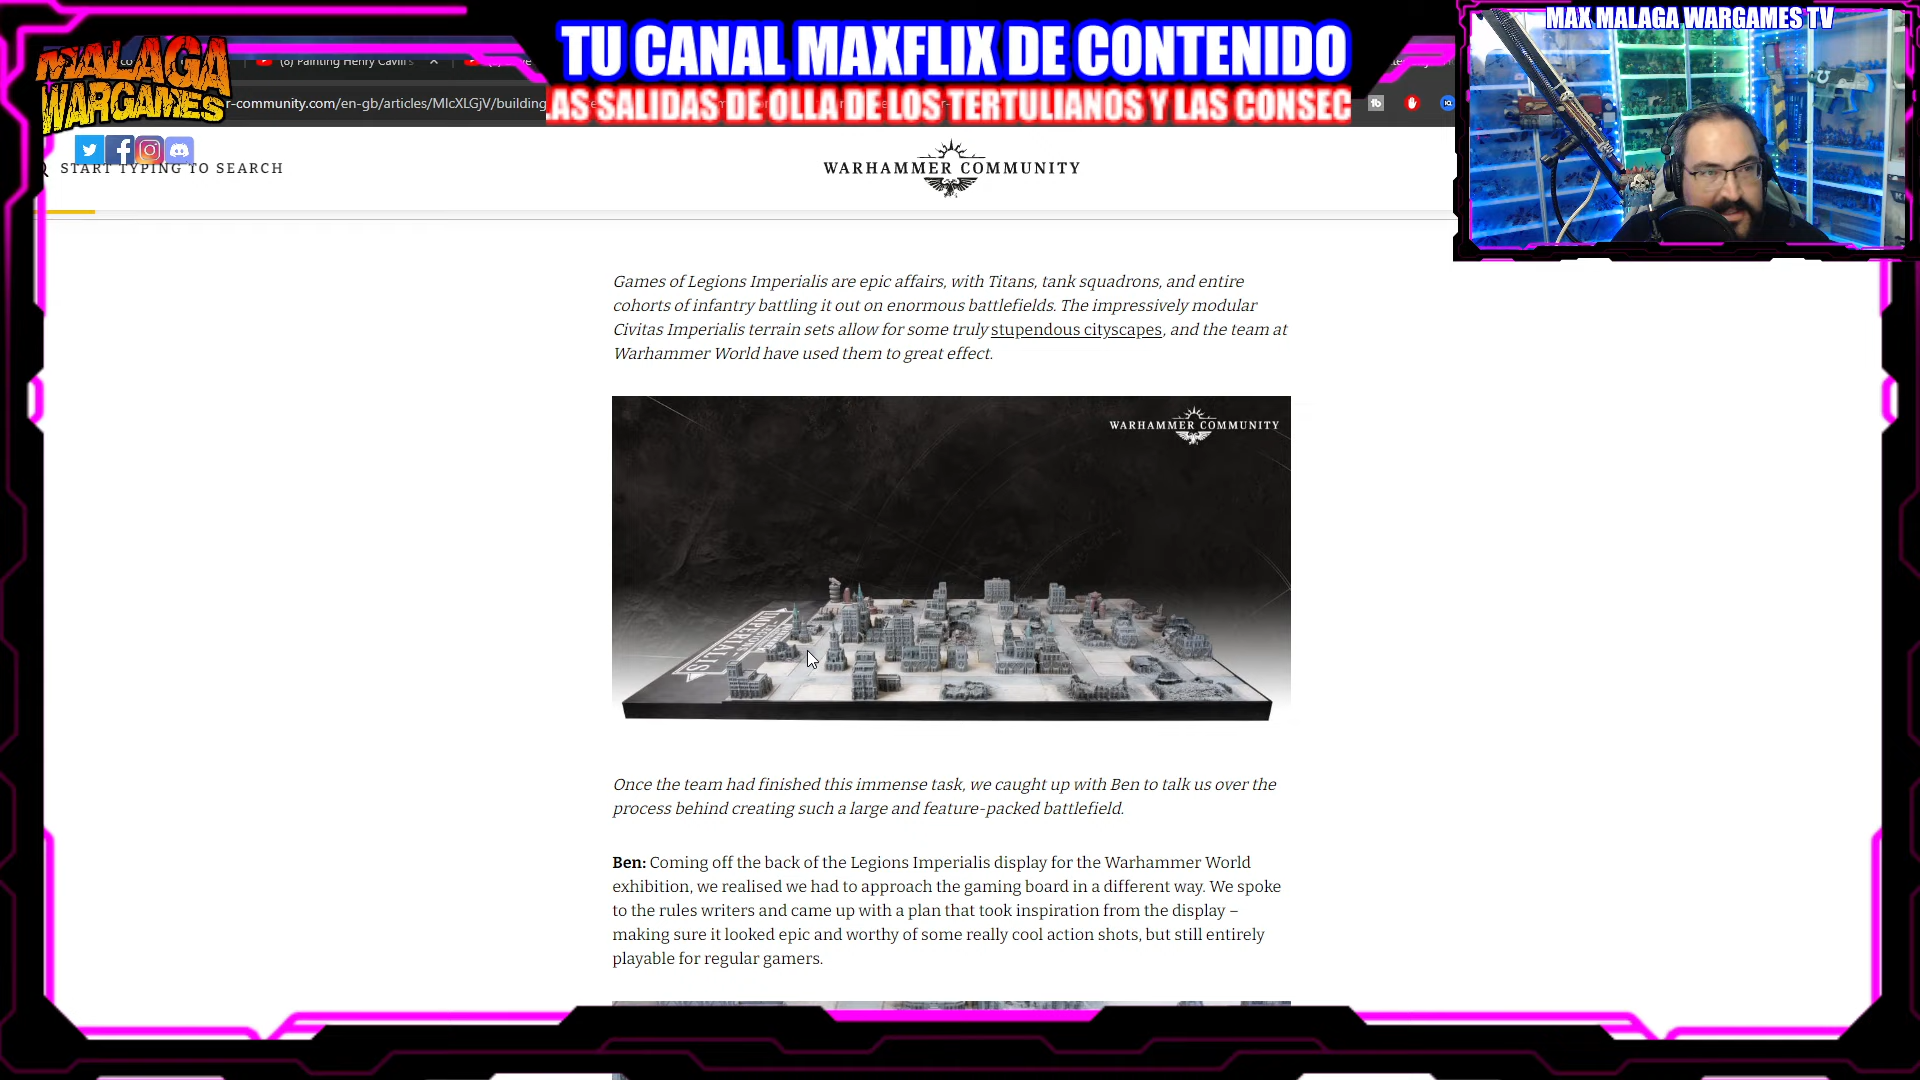 TU CANAL MAXFLIX DE CONTENIDO
MAX MALAGA WARGAMES TV
MALAGA
WARGAMES
(6) Painting Henry Cavill's
r-community.com/en-gb/articles/MlcXLGjV/building
AS SALIDAS DE OLLA DE LOS TERTULIANOS Y LAS CONSEC
START TYPING TO SEARCH
WARHAMMER COMMUNITY
Games of Legions Imperialis are epic affairs, with Titans, tank squadrons, and entire
cohorts of infantry battling it out on enormous battlefields. The impressively modular
Civitas Imperialis terrain sets allow for some truly stupendous cityscapes, and the team at
Warhammer World have used them to great effect.
WARHAMMER COMMUNITY
IMPERIALIS
Once the team had finished this immense task, we caught up with Ben to talk us over the
process behind creating such a large and feature-packed battlefield.
Ben: Coming off the back of the Legions Imperialis display for the Warhammer World
exhibition, we realised we had to approach the gaming board in a different way. We spoke
to the rules writers and came up with a plan that took inspiration from the display –
making sure it looked epic and worthy of some really cool action shots, but still entirely
playable for regular gamers.